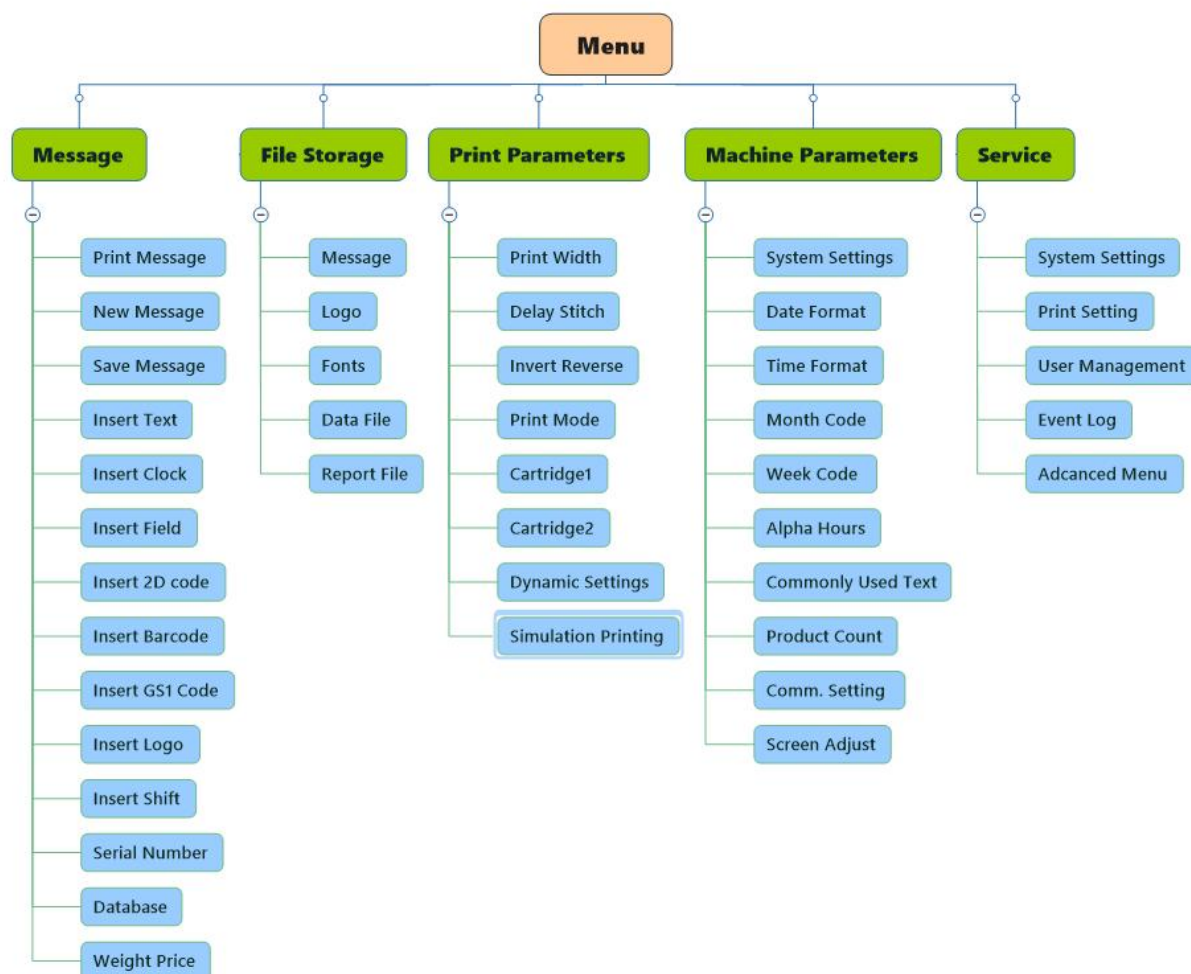 Menu
Message
File Storage
Print Parameters
Machine Parameters
Service
Print Message
New Message
Save Message
Insert Text
Insert Clock
Insert Field
Insert 2D code
Insert Barcode
Insert GS1 Code
Insert Logo
Insert Shift
Serial Number
Database
Weight Price
Message
Logo
Fonts
Data File
Report File
Print Width
Delay Stitch
Invert Reverse
Print Mode
Cartridge1
Cartridge2
Dynamic Settings
Simulation Printing
System Settings
Date Format
Time Format
Month Code
Week Code
Alpha Hours
Commonly Used Text
Product Count
Comm. Setting
Screen Adjust
System Settings
Print Setting
User Management
Event Log
Adcanced Menu